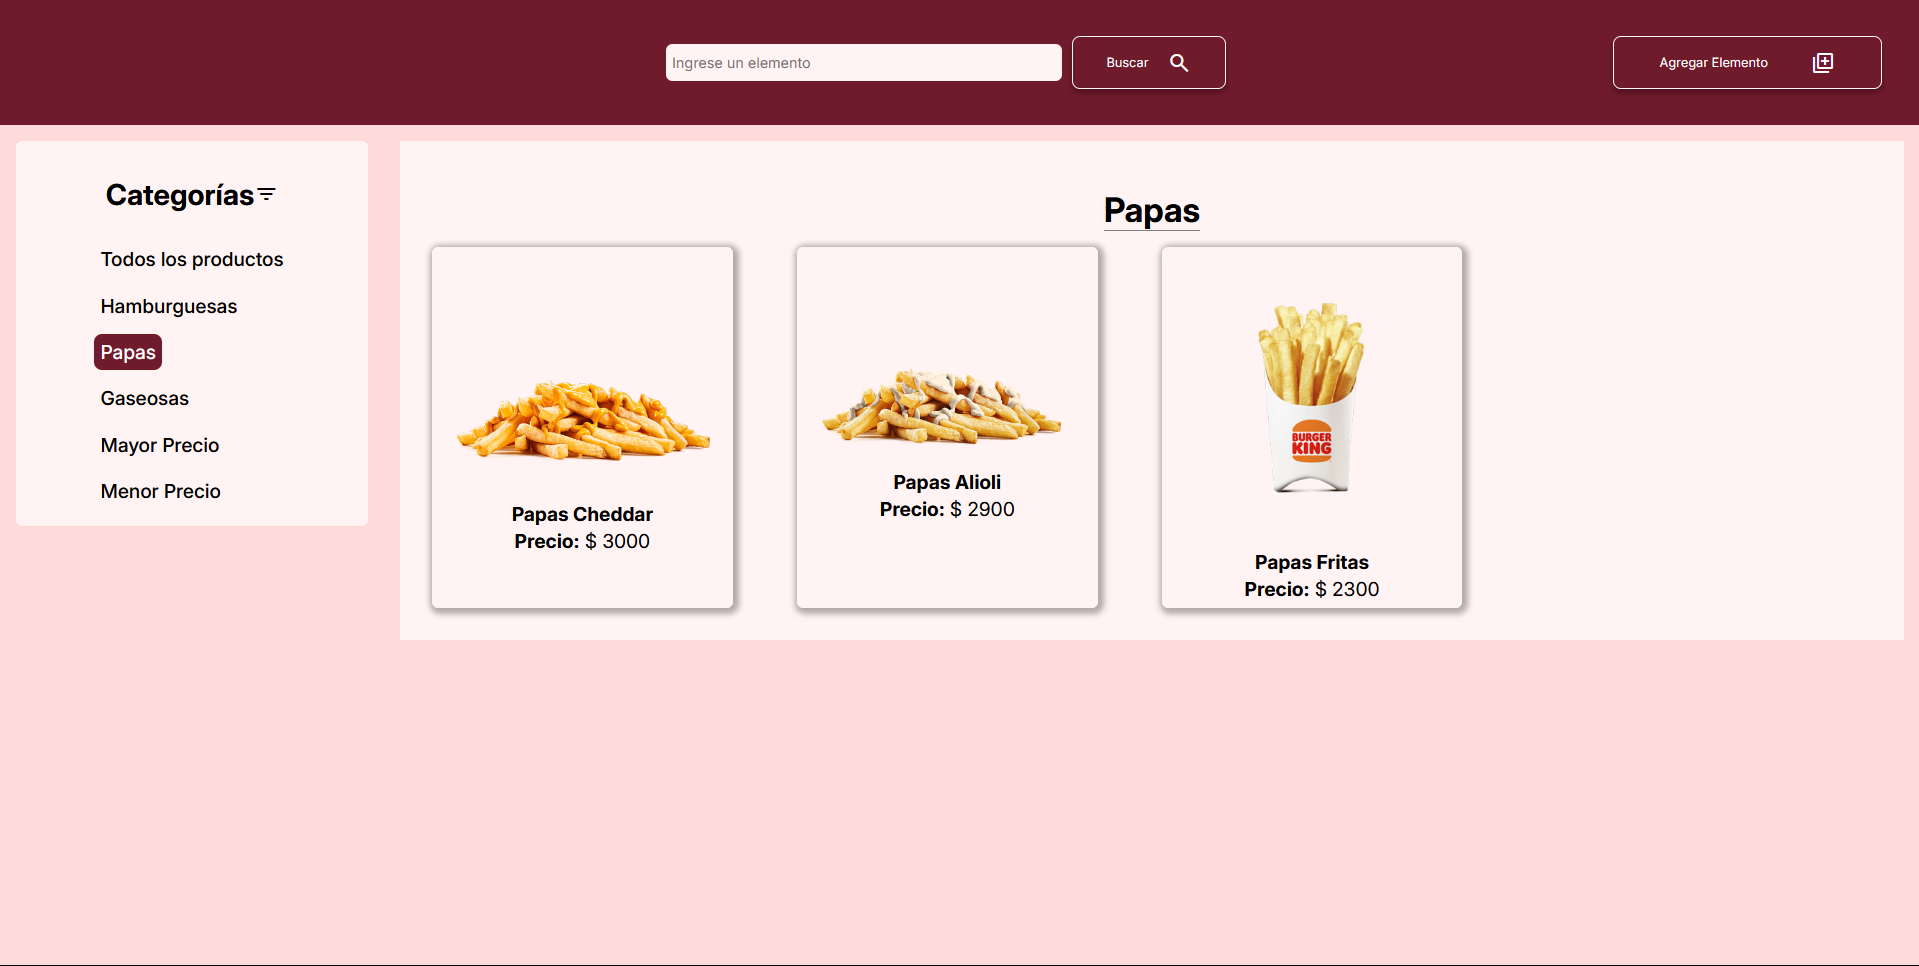 Ingrese un elemento
Buscar
Agregar Elemento
Categorías
Todos los productos
Hamburguesas
Papas
Gaseosas
Mayor Precio
Menor Precio
Papas
Papas Cheddar
Precio: $ 3000
Papas Alioli
Precio: $ 2900
BURGER
KING
Papas Fritas
Precio: $ 2300